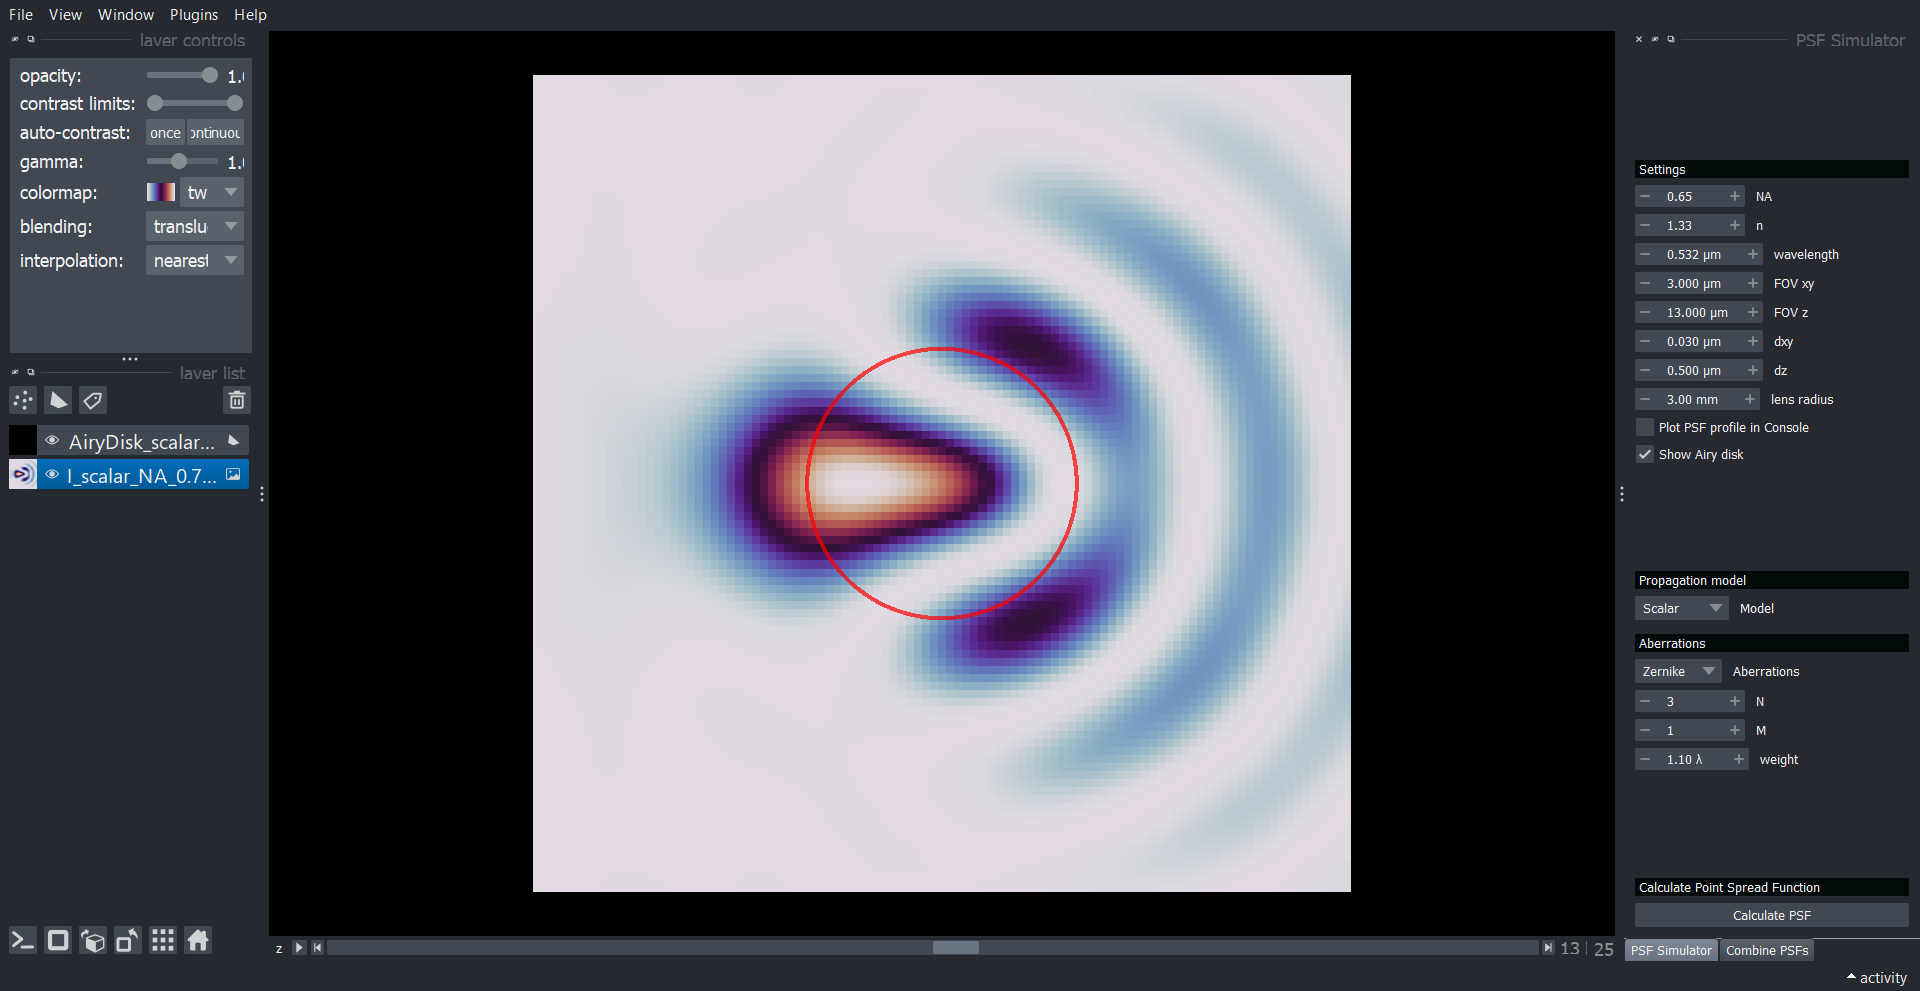 File View Window Plugins Help
layer controls
opacity: 1.
contrast limits:
auto-contrast: once ontinuou
gamma: 1.
colormap: tw
blending: translu
interpolation: nearest
layer list
AiryDisk_scalar...
I_scalar_NA_0.7...
z 13 25
PSF Simulator
Settings
0.65 NA
1.33 n
0.532 µm wavelength
3.000 µm FOV xy
13.000 µm FOV z
0.030 µm dxy
0.500 µm dz
3.00 mm lens radius
Plot PSF profile in Console
Show Airy disk
Propagation model
Scalar Model
Aberrations
Zernike Aberrations
3 N
1 M
1.10 λ weight
Calculate Point Spread Function
Calculate PSF
PSF Simulator Combine PSFs
activity